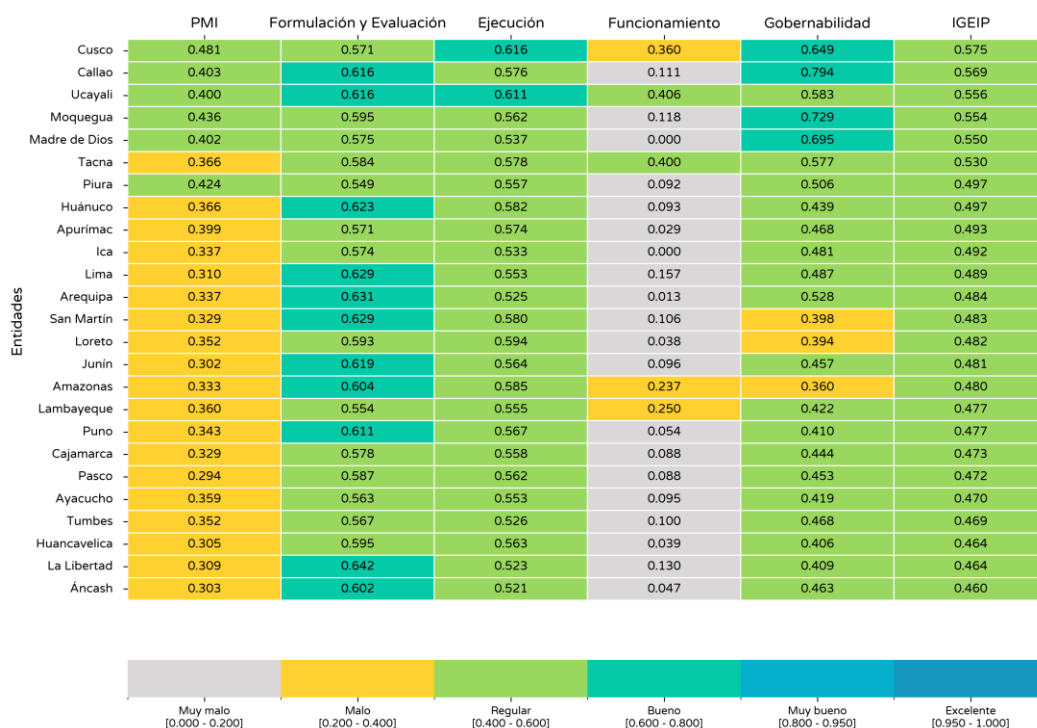 PMI Formulación y Evaluación Ejecución Funcionamiento Gobernabilidad IGEIP
Cusco 0.481 0.571 0.616 0.360 0.649 0.575
Callao 0.403 0.616 0.576 0.111 0.794 0.569
Ucayali 0.400 0.616 0.611 0.406 0.583 0.556
Moquegua 0.436 0.595 0.562 0.118 0.729 0.554
Madre de Dios 0.402 0.575 0.537 0.000 0.695 0.550
Tacna 0.366 0.584 0.578 0.400 0.577 0.530
Piura 0.424 0.549 0.557 0.092 0.506 0.497
Huánuco 0.366 0.623 0.582 0.093 0.439 0.497
Apurímac 0.399 0.571 0.574 0.029 0.468 0.493
Ica 0.337 0.574 0.533 0.000 0.481 0.492
Lima 0.310 0.629 0.553 0.157 0.487 0.489
Arequipa 0.337 0.631 0.525 0.013 0.528 0.484
San Martín 0.329 0.629 0.580 0.106 0.398 0.483
Loreto 0.352 0.593 0.594 0.038 0.394 0.482
Junín 0.302 0.619 0.564 0.096 0.457 0.481
Amazonas 0.333 0.604 0.585 0.237 0.360 0.480
Lambayeque 0.360 0.554 0.555 0.250 0.422 0.477
Puno 0.343 0.611 0.567 0.054 0.410 0.477
Cajamarca 0.329 0.578 0.558 0.088 0.444 0.473
Pasco 0.294 0.587 0.562 0.088 0.453 0.472
Ayacucho 0.359 0.563 0.553 0.095 0.419 0.470
Tumbes 0.352 0.567 0.526 0.100 0.468 0.469
Huancavelica 0.305 0.595 0.563 0.039 0.406 0.464
La Libertad 0.309 0.642 0.523 0.130 0.409 0.464
Áncash 0.303 0.602 0.521 0.047 0.463 0.460
Entidades
Muy malo Malo Regular Bueno Muy bueno Excelente
[0.000 - 0.200] [0.200 - 0.400] [0.400 - 0.600] [0.600 - 0.800] [0.800 - 0.950] [0.950 - 1.000]